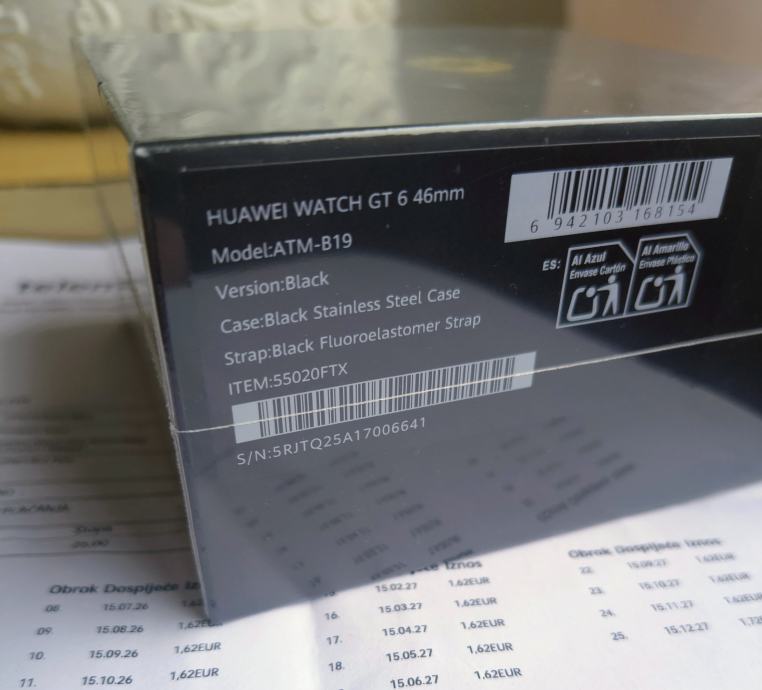 HUAWEI WATCH GT 6 46mm
Model:ATM-B19
Version:Black
Case:Black Stainless Steel Case
Strap:Black Fluoroelastomer Strap
ITEM:55020FTX
S/N:5RJTQ25A17006641
6 942103 168154
ES:
Al Azul
Envase Cartón
Al Amarillo
Envase Plástico
Obrok Dospijeće Iznos
08. 15.07.26 1,62EUR
09. 15.08.26 1,62EUR
10. 15.09.26 1,62EUR
11. 15.10.26 1,62EUR
Iznos
15.02.27 1,62EUR
16. 15.03.27 1,62EUR
17. 15.04.27 1,62EUR
18. 15.05.27 1,62EUR
15.06.27 1,62EUR
Obrok Dospijeće Iznos
22. 15.09.27 1,62EUR
23. 15.10.27 1,62EUR
24. 15.11.27 1,62EUR
25. 15.12.27